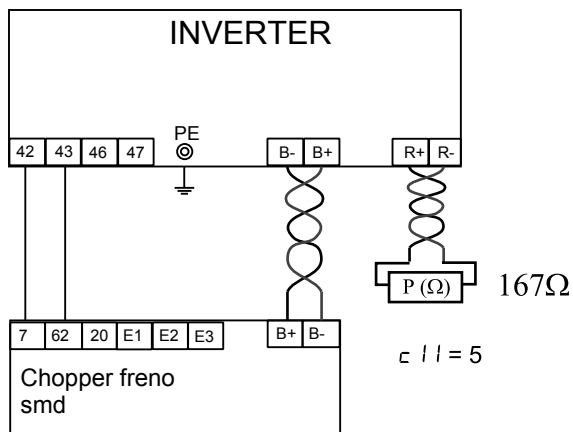 INVERTER
PE
42 43 46 47 B- B+ R+ R-
P (Ω) 167Ω
7 62 20 E1 E2 E3 B+ B-
c 11 = 5
Chopper freno
smd